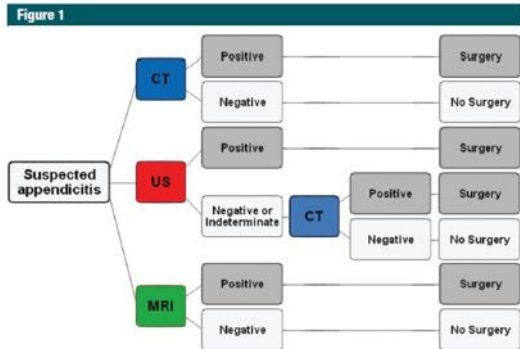 Figure 1
Positive
Surgery
CT
Negative
No Surgery
Positive
Surgery
Suspected
appendicitis
US
Negative or
Indeterminate
CT
Positive
Surgery
Negative
No Surgery
Positive
Surgery
MRI
Negative
No Surgery